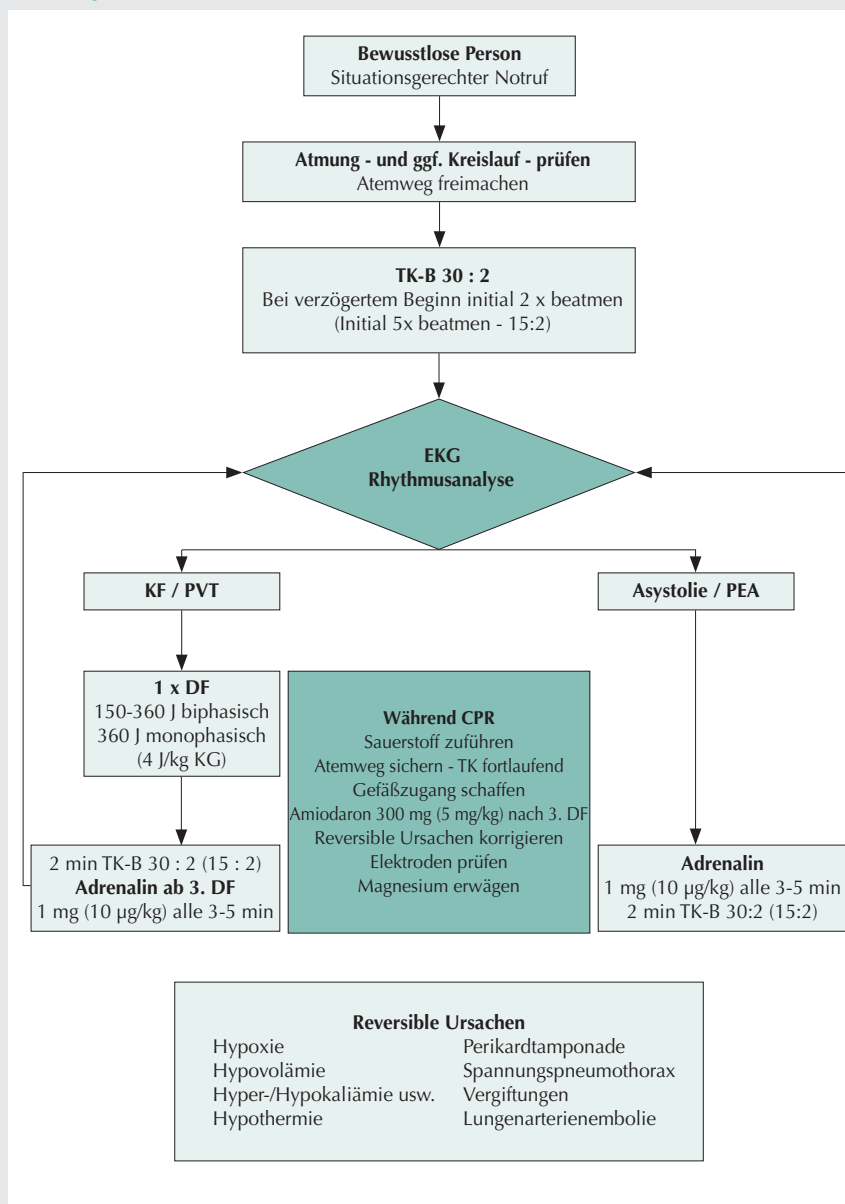 Bewusstlose Person
Situationsgerechter Notruf
Atmung - und ggf. Kreislauf - prüfen
Atemweg freimachen
TK-B 30 : 2
Bei verzögertem Beginn initial 2 x beatmen
(Initial 5x beatmen - 15:2)
EKG
Rhythmusanalyse
KF / PVT
Asystolie / PEA
1 x DF
150-360 J biphasisch
360 J monophasisch
(4 J/kg KG)
2 min TK-B 30 : 2 (15 : 2)
Adrenalin ab 3. DF
1 mg (10 µg/kg) alle 3-5 min
Während CPR
Sauerstoff zuführen
Atemweg sichern - TK fortlaufend
Gefäßzugang schaffen
Amiodaron 300 mg (5 mg/kg) nach 3. DF
Reversible Ursachen korrigieren
Elektroden prüfen
Magnesium erwägen
Adrenalin
1 mg (10 µg/kg) alle 3-5 min
2 min TK-B 30:2 (15:2)
Reversible Ursachen
Hypoxie
Hypovolämie
Hyper-/Hypokaliämie usw.
Hypothermie
Perikardtamponade
Spannungspneumothorax
Vergiftungen
Lungenarterienembolie